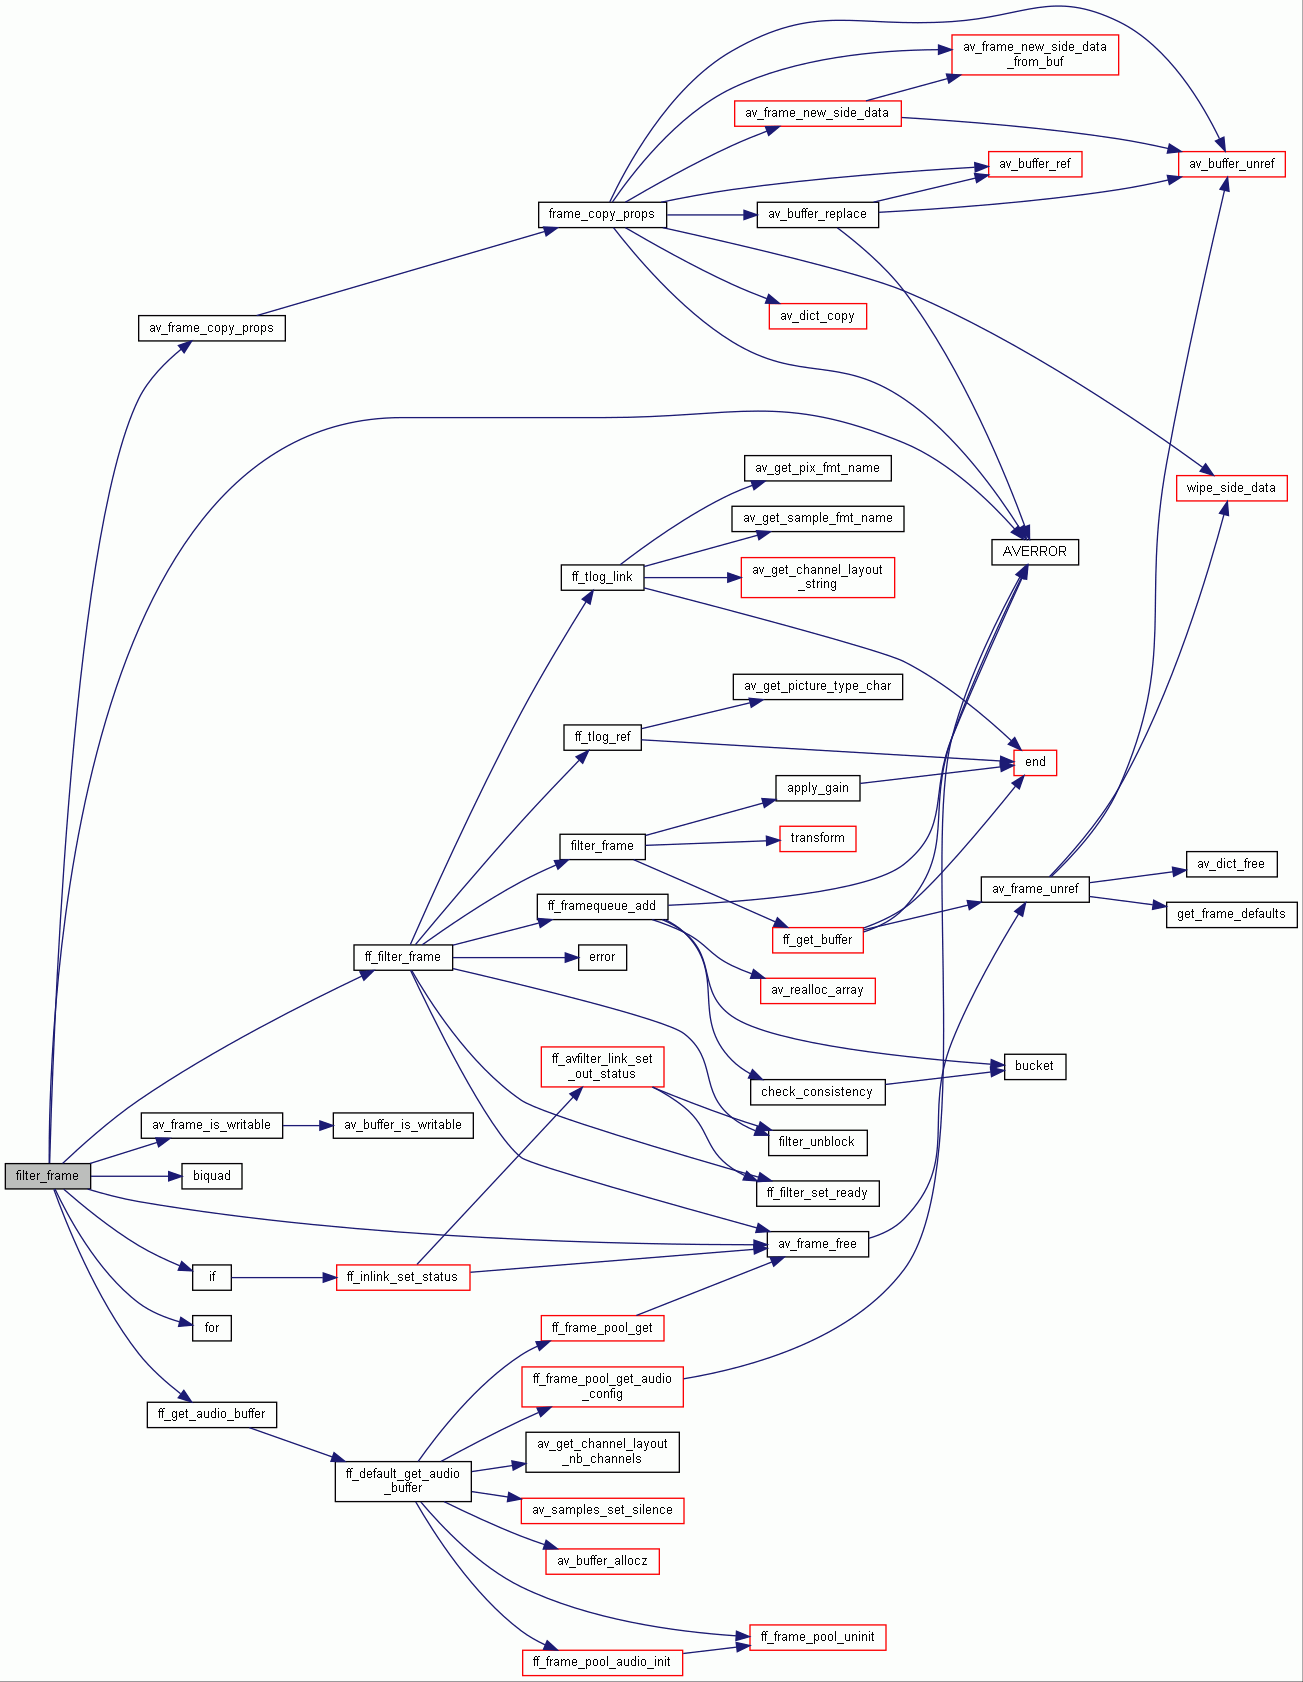 av_frame_new_side_data
_from_buf
av_frame_new_side_data
av_buffer_ref
av_buffer_unref
frame_copy_props
av_buffer_replace
av_dict_copy
av_frame_copy_props
av_get_pix_fmt_name
wipe_side_data
av_get_sample_fmt_name
AVERROR
ff_tlog_link
av_get_channel_layout
_string
av_get_picture_type_char
ff_tlog_ref
end
apply_gain
transform
filter_frame
av_dict_free
av_frame_unref
ff_framequeue_add
get_frame_defaults
ff_get_buffer
ff_filter_frame
error
av_realloc_array
ff_avfilter_link_set
_out_status
bucket
check_consistency
av_frame_is_writable
av_buffer_is_writable
filter_unblock
filter_frame
biquad
ff_filter_set_ready
av_frame_free
if
ff_inlink_set_status
for
ff_frame_pool_get
ff_frame_pool_get_audio
_config
ff_get_audio_buffer
av_get_channel_layout
_nb_channels
ff_default_get_audio
_buffer
av_samples_set_silence
av_buffer_allocz
ff_frame_pool_uninit
ff_frame_pool_audio_init